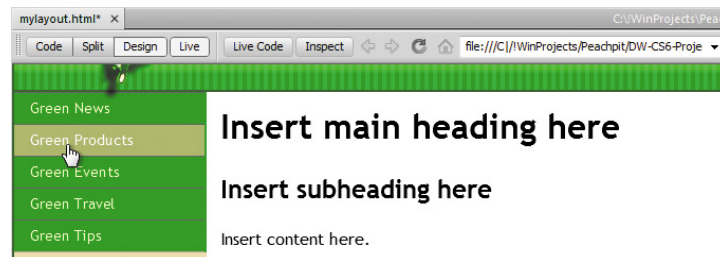 mylayout.html* ×
C:\!WinProjects\Pea
Code Split Design Live Live Code Inspect file:///C|/!WinProjects/Peachpit/DW-CS6-Proje
Green News
Green Products
Green Events
Green Travel
Green Tips
Insert main heading here
Insert subheading here
Insert content here.